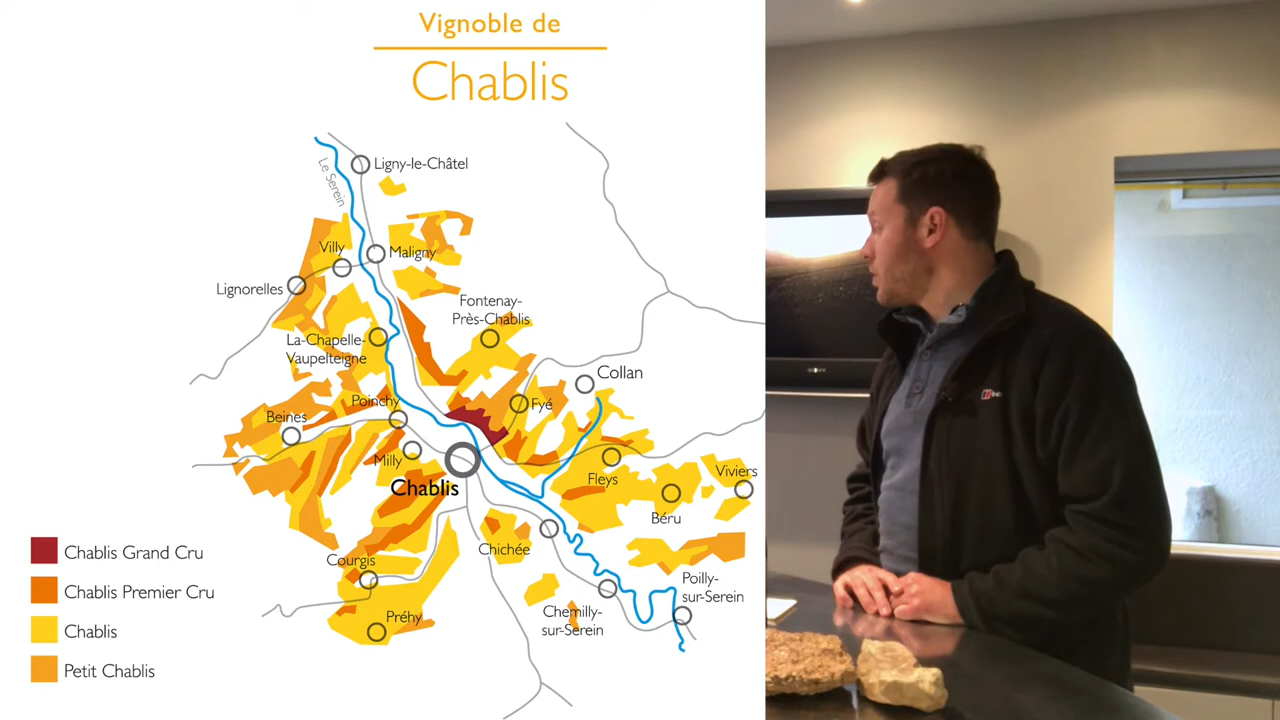 Vignoble de
Chablis
Le Serein
Ligny-le-Châtel
Villy
Maligny
Lignorelles
Fontenay-
Près-Chablis
La-Chapelle-
Vaupelteigne
Collan
Poinchy
Fyé
Beines
Milly
Chablis
Fleys
Viviers
Béru
Chichée
Courgis
Poilly-
sur-Serein
Chemilly-
sur-Serein
Préhy
Chablis Grand Cru
Chablis Premier Cru
Chablis
Petit Chablis
SONY